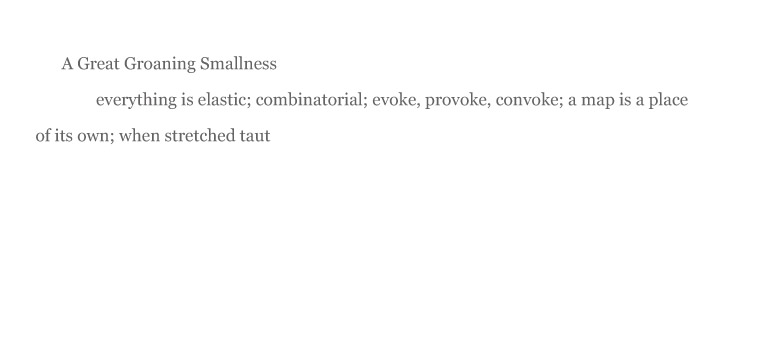 A Great Groaning Smallness
everything is elastic; combinatorial; evoke, provoke, convoke; a map is a place
of its own; when stretched taut